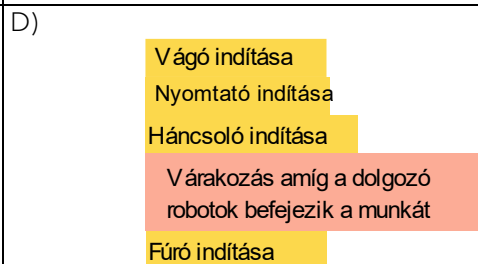 D)
Vágó indítása
Nyomtató indítása
Háncsoló indítása
Várakozás amíg a dolgozó
robotok befejezik a munkát
Fúró indítása